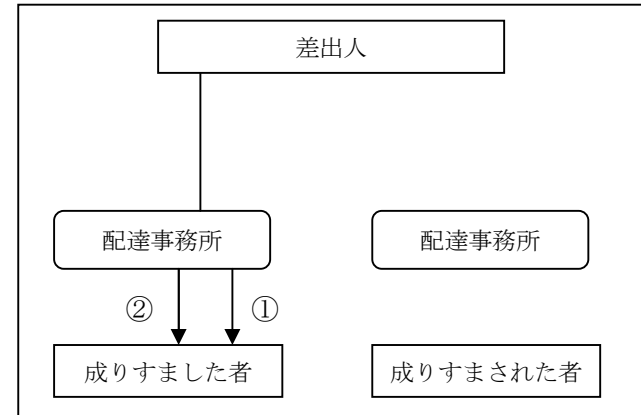 差出人
配達事務所
配達事務所
②
①
成りすました者
成りすまされた者